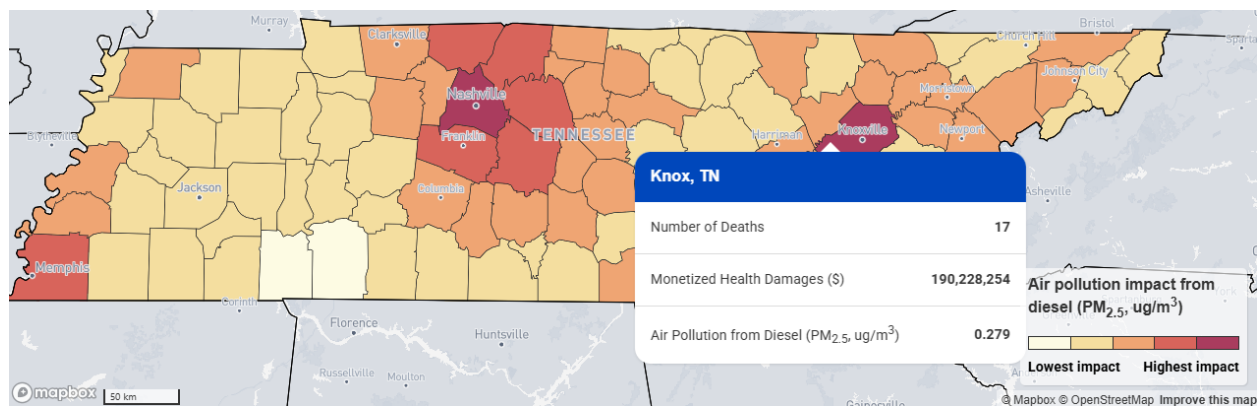 Murray
Bristol
Clarksville
Church Hill
Johnson City
Nashville
Morristown
Blytheville
Franklin
TENNESSEE
Harriman
Knoxville
Newport
Jackson
Columbia
Asheville
Knox, TN
Number of Deaths 17
Monetized Health Damages ($) 190,228,254
Air Pollution from Diesel (PM2.5, ug/m3) 0.279
Memphis
Corinth
Florence
Huntsville
Russellville
Moulton
Gainesville
Air pollution impact from
diesel (PM2.5, ug/m3)
Lowest impact Highest impact
mapbox
50 km
© Mapbox © OpenStreetMap Improve this map